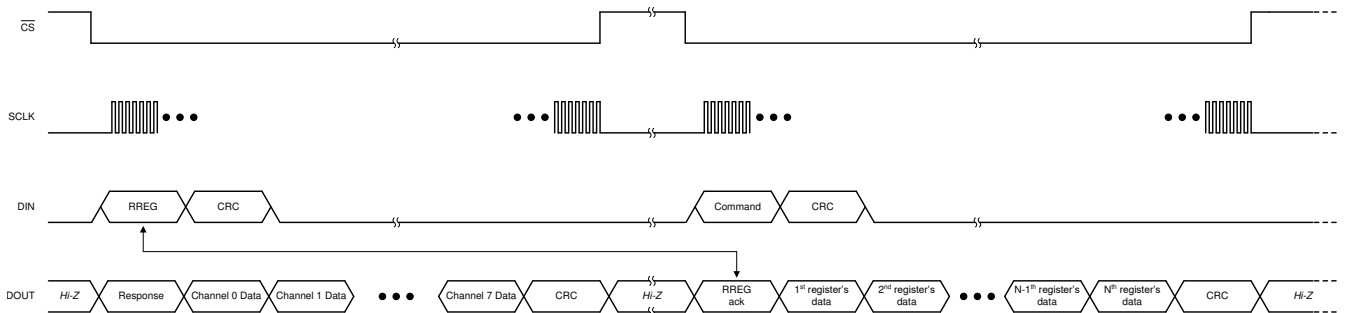 CS
SCLK
DIN
RREG
CRC
Command
CRC
DOUT
Hi-Z
Response
Channel 0 Data
Channel 1 Data
Channel 7 Data
CRC
Hi-Z
RREG
ack
1st register's
data
2nd register's
data
N-1th register's
data
Nth register's
data
CRC
Hi-Z